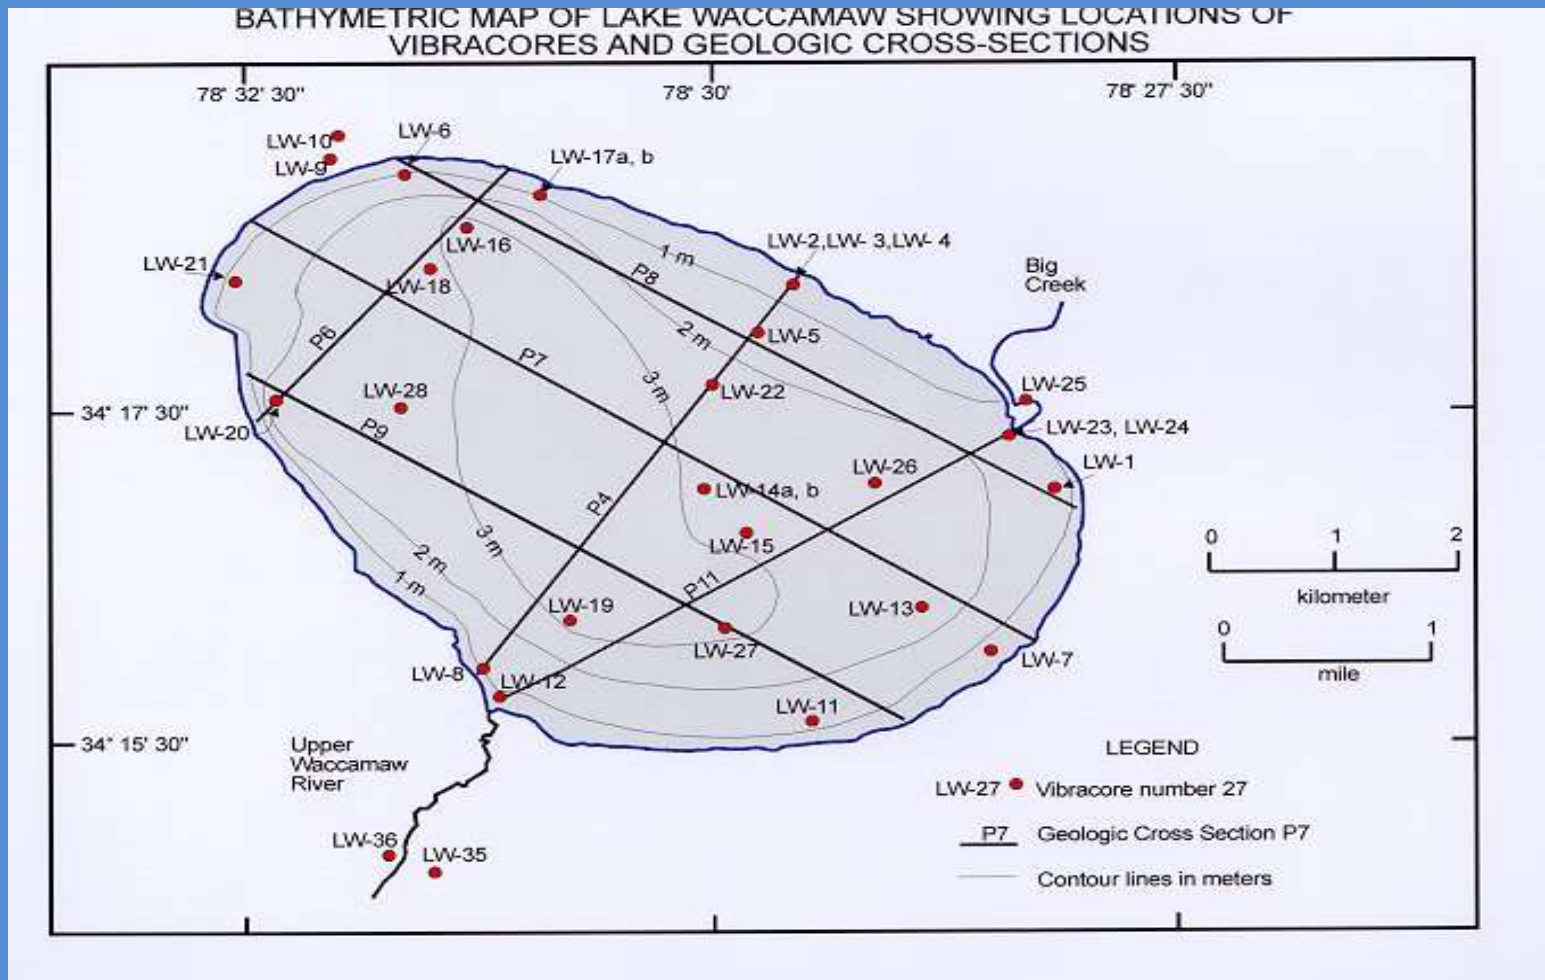 BATHYMETRIC MAP OF LAKE WACCAMAW SHOWING LOCATIONS OF
VIBRACORES AND GEOLOGIC CROSS-SECTIONS
78° 32' 30"
78° 30'
78° 27' 30"
LW-10
LW-6
LW-9
LW-17a, b
LW-16
LW-2,LW- 3,LW- 4
LW-21
1 m
Big
Creek
P8
LW-18
P6
2 m
LW-5
P7
3 m
LW-28
LW-22
LW-25
34° 17' 30"
LW-20
P9
LW-23, LW-24
LW-26
LW-1
LW-14a, b
P4
3 m
LW-15
0 1 2
kilometer
2 m
1 m
P11
LW-19
LW-13
0 1
mile
LW-27
LW-7
LW-8
LW-12
LW-11
34° 15' 30"
Upper
Waccamaw
River
LEGEND
LW-27 Vibracore number 27
P7 Geologic Cross Section P7
Contour lines in meters
LW-36
LW-35